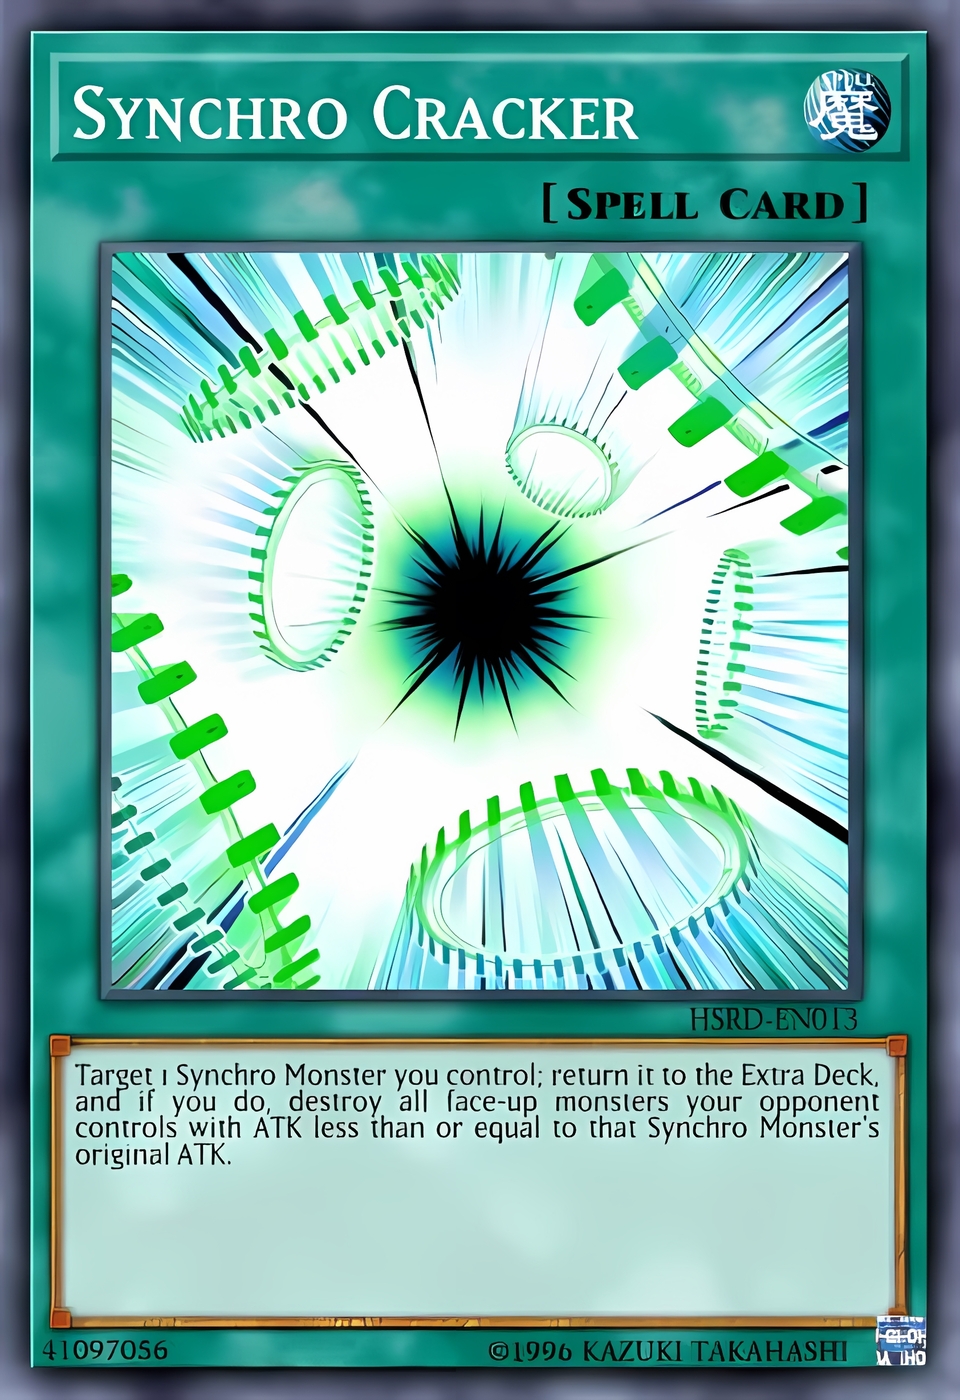 Synchro Cracker
魔
[Spell Card]
HSRD-EN013
Target 1 Synchro Monster you control; return it to the Extra Deck,
and if you do, destroy all face-up monsters your opponent
controls with ATK less than or equal to that Synchro Monster's
original ATK.
41097056
©1996 KAZUKI TAKAHASHI